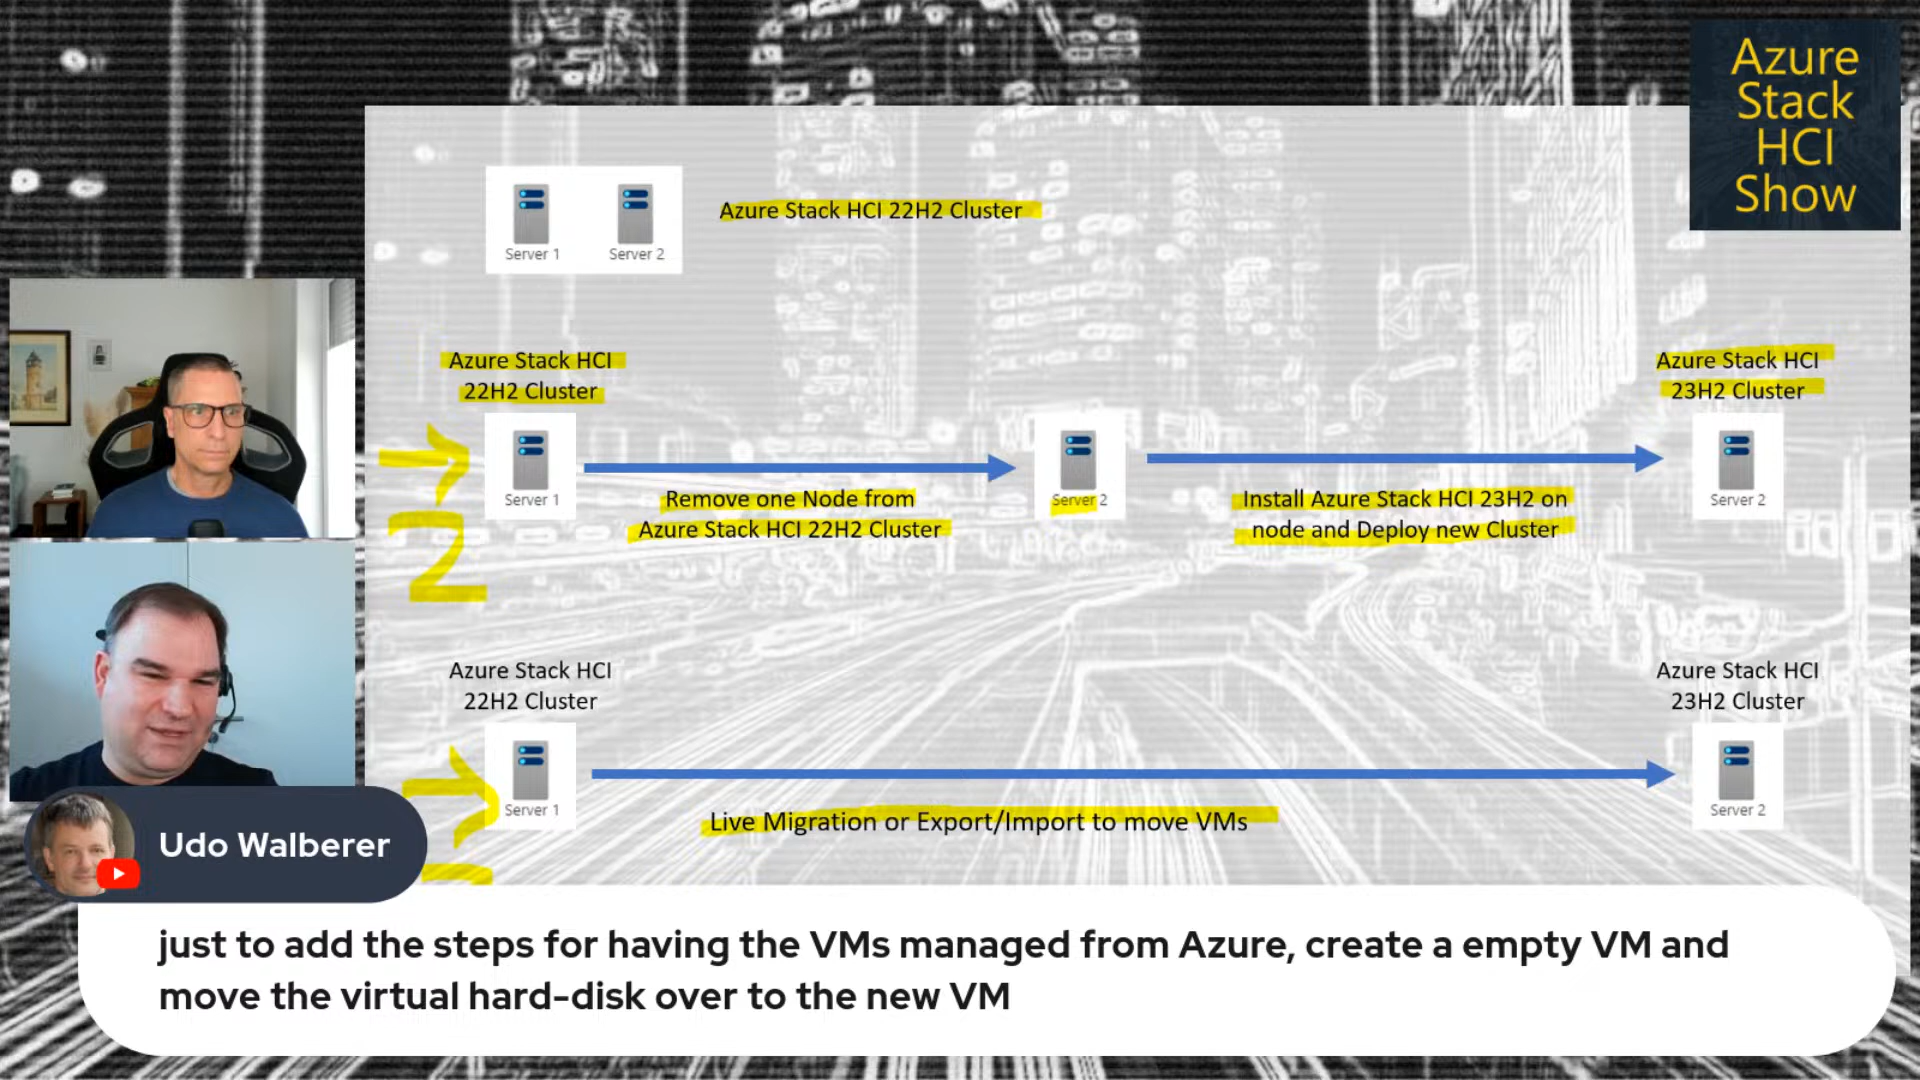 Azure
Stack
HCI
Show
Server 1
Server 2
Azure Stack HCI 22H2 Cluster
Azure Stack HCI
22H2 Cluster
Azure Stack HCI
23H2 Cluster
Server 1
Server 2
Server 2
Remove one Node from
Azure Stack HCI 22H2 Cluster
Install Azure Stack HCI 23H2 on
node and Deploy new Cluster
Azure Stack HCI
22H2 Cluster
Azure Stack HCI
23H2 Cluster
Server 1
Server 2
Live Migration or Export/Import to move VMs
Udo Walberer
just to add the steps for having the VMs managed from Azure, create a empty VM and
move the virtual hard-disk over to the new VM